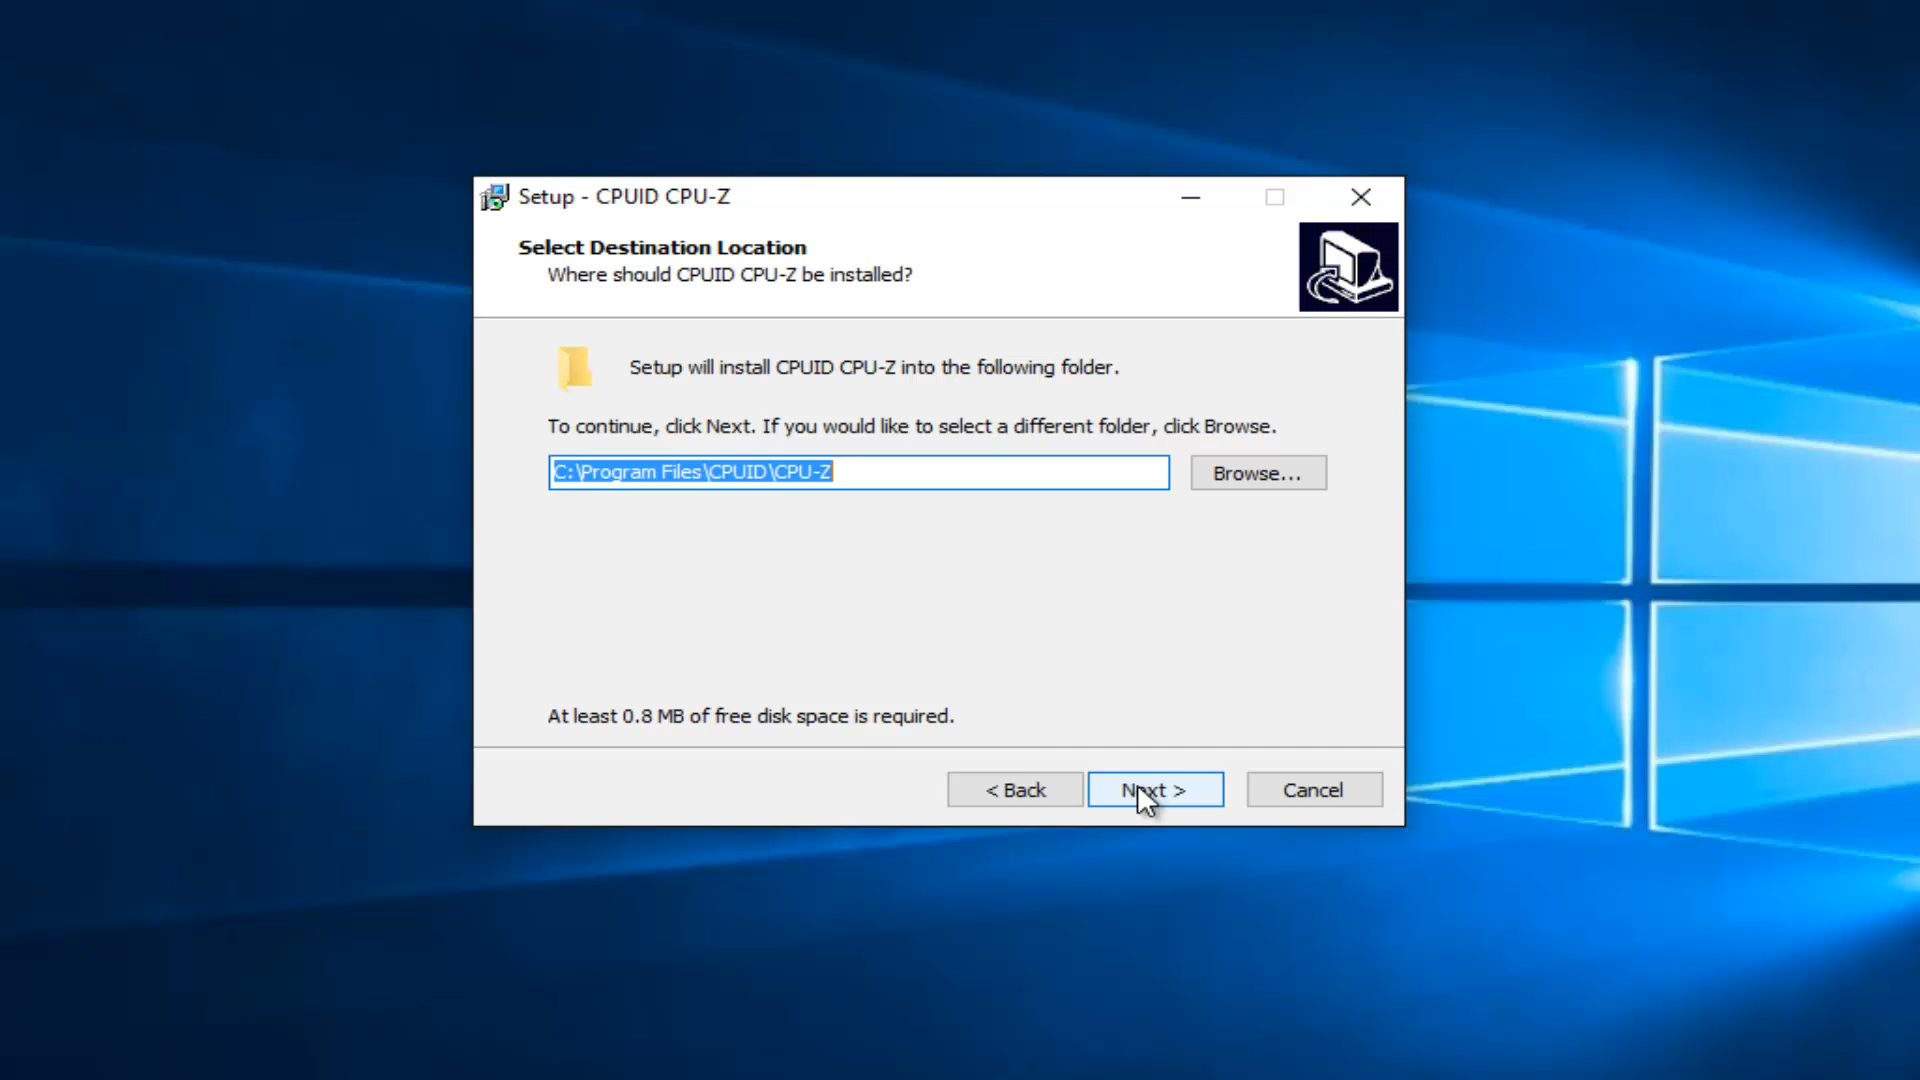 Setup - CPUID CPU-Z
Select Destination Location
Where should CPUID CPU-Z be installed?
Setup will install CPUID CPU-Z into the following folder.
To continue, click Next. If you would like to select a different folder, click Browse.
C:\Program Files\CPUID\CPU-Z
Browse...
At least 0.8 MB of free disk space is required.
< Back
Next >
Cancel